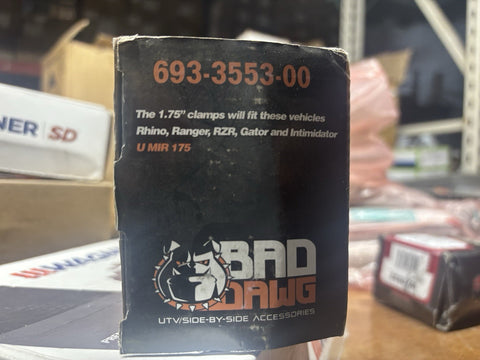 693-3553-00
The 1.75" clamps will fit these vehicles
Rhino, Ranger, RZR, Gator and Intimidator
U MIR 175
BAD
DAWG
UTV/SIDE-BY-SIDE ACCESSORIES
NER SD
WAGNER